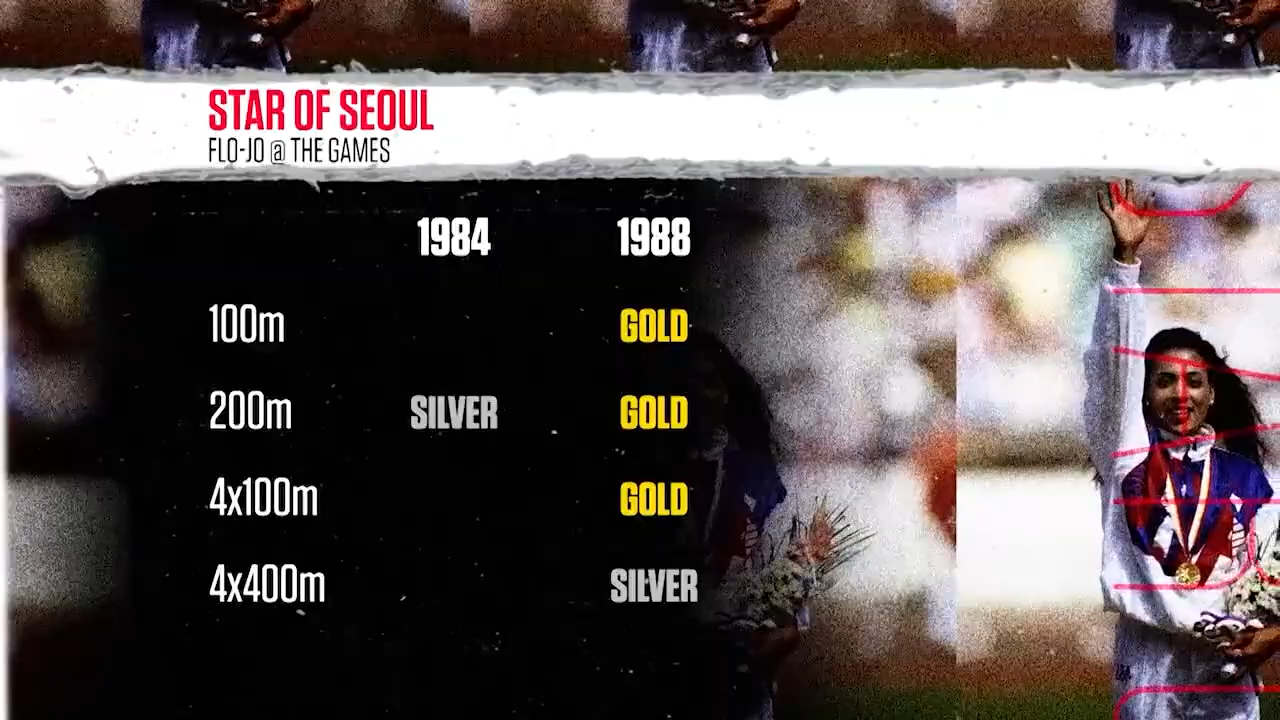 STAR OF SEOUL
FLO-JO @ THE GAMES
1984 1988
100m GOLD
200m SILVER GOLD
4x100m GOLD
4x400m SILVER